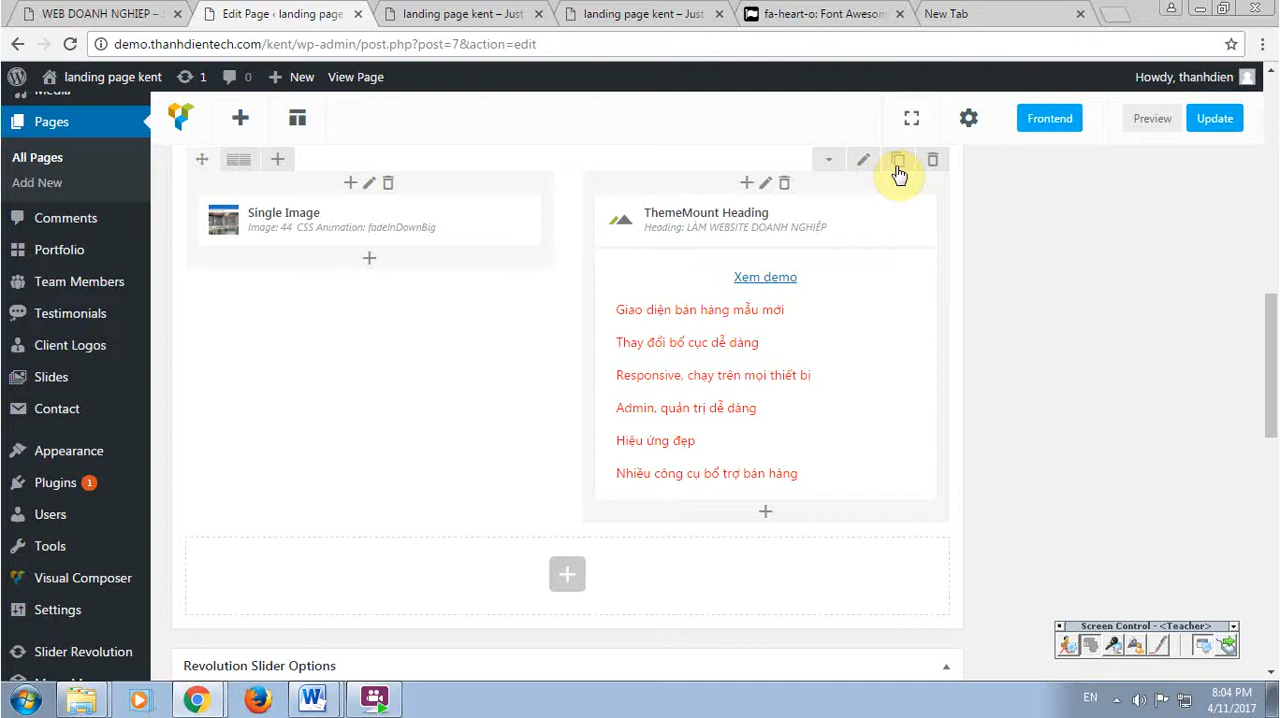 WEB DOANH NGHIỆP –
Edit Page ‹ landing page
landing page kent – Just
landing page kent – Just
fa-heart-o: Font Awesom
New Tab
demo.thanhdientech.com/kent/wp-admin/post.php?post=7&action=edit
landing page kent
1
0
New
View Page
Howdy, thanhdien
Pages
All Pages
Add New
Comments
Portfolio
Team Members
Testimonials
Client Logos
Slides
Contact
Appearance
Plugins 1
Users
Tools
Visual Composer
Settings
Slider Revolution
Frontend
Preview
Update
Single Image
Image: 44 CSS Animation: fadeInDownBig
ThemeMount Heading
Heading: LÀM WEBSITE DOANH NGHIỆP
Xem demo
Giao diện bán hàng mẫu mới
Thay đổi bố cục dễ dàng
Responsive, chạy trên mọi thiết bị
Admin, quản trị dễ dàng
Hiệu ứng đẹp
Nhiều công cụ bổ trợ bán hàng
Revolution Slider Options
Screen Control - <Teacher>
EN
8:04 PM
4/11/2017